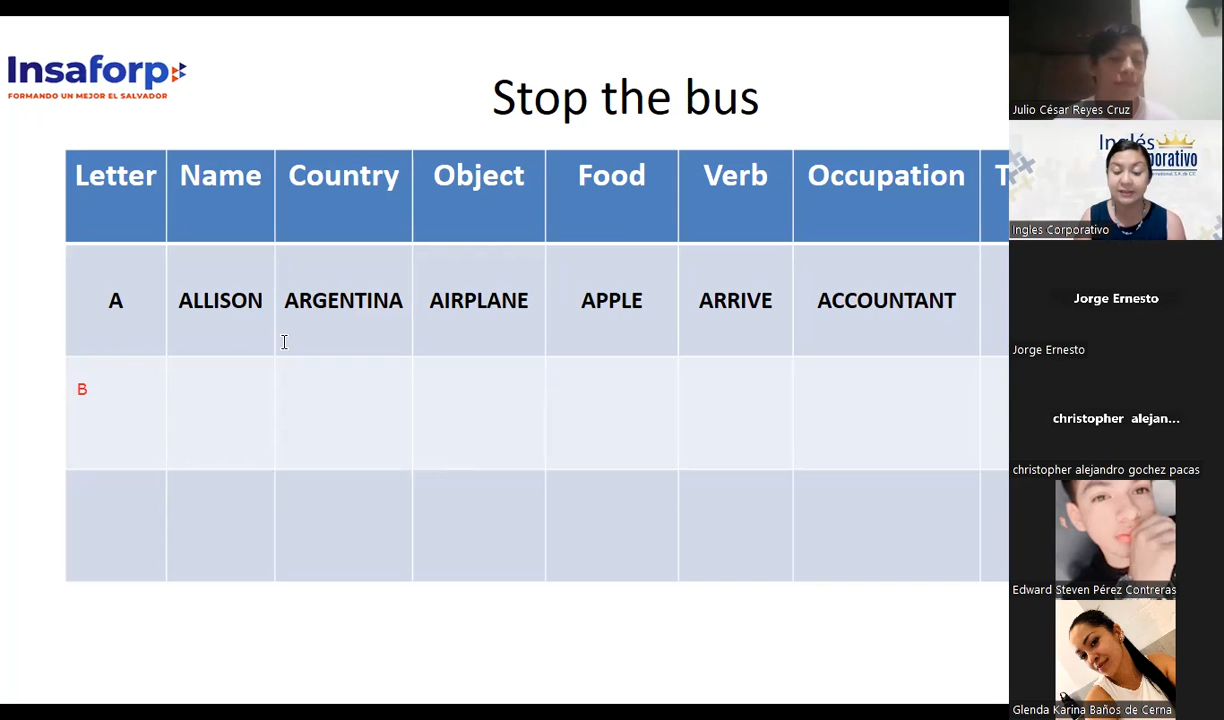 Insaforp
FORMANDO UN MEJOR EL SALVADOR
Stop the bus
Letter Name Country Object Food Verb Occupation T
A ALLISON ARGENTINA AIRPLANE APPLE ARRIVE ACCOUNTANT
B
Julio César Reyes Cruz
Inglés
Ingles Corporativo
Jorge Ernesto
Jorge Ernesto
christopher alejan...
christopher alejandro gochez pacas
Edward Steven Pérez Contreras
Glenda Karina Baños de Cerna